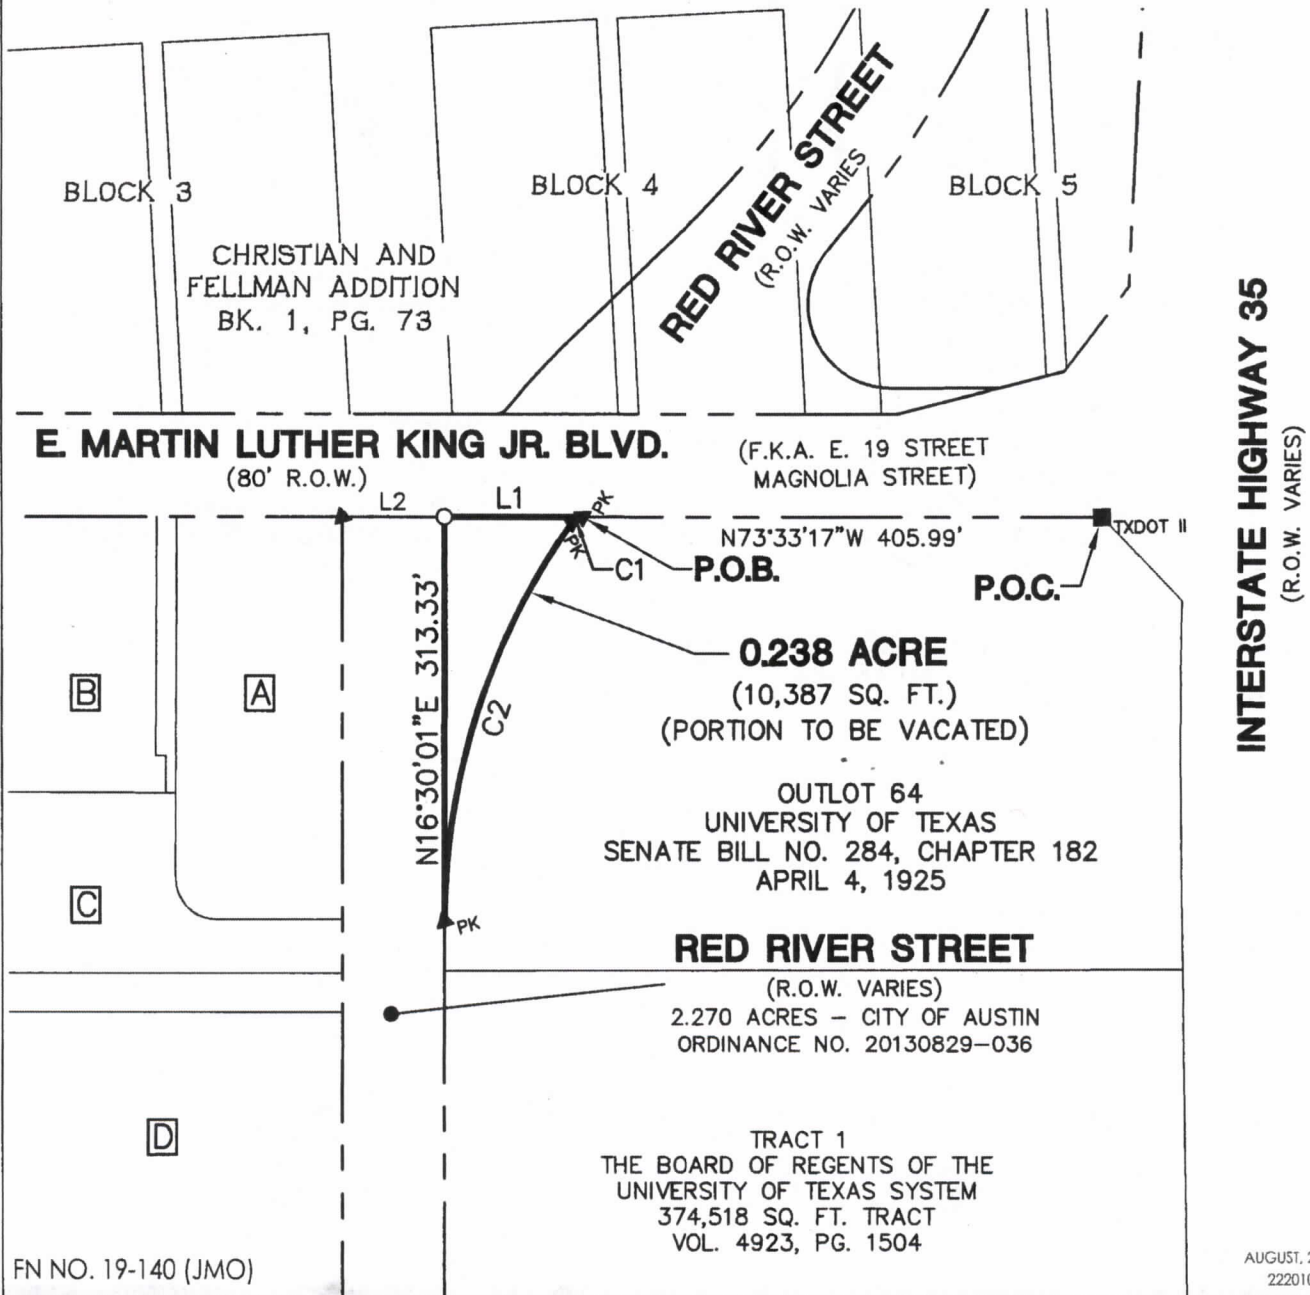 BLOCK 3
BLOCK 4
BLOCK 5
RED RIVER STREET
(R.O.W. VARIES)
CHRISTIAN AND
FELLMAN ADDITION
BK. 1, PG. 73
INTERSTATE HIGHWAY 35
(R.O.W. VARIES)
E. MARTIN LUTHER KING JR. BLVD.
(80' R.O.W.)
(F.K.A. E. 19 STREET
MAGNOLIA STREET)
L2
L1
PK
PK
C1
P.O.B.
N73°33'17"W 405.99'
TXDOT II
P.O.C.
N16°30'01"E 313.33'
C2
0.238 ACRE
(10,387 SQ. FT.)
(PORTION TO BE VACATED)
B
A
OUTLOT 64
UNIVERSITY OF TEXAS
SENATE BILL NO. 284, CHAPTER 182
APRIL 4, 1925
C
PK
RED RIVER STREET
(R.O.W. VARIES)
2.270 ACRES – CITY OF AUSTIN
ORDINANCE NO. 20130829–036
D
TRACT 1
THE BOARD OF REGENTS OF THE
UNIVERSITY OF TEXAS SYSTEM
374,518 SQ. FT. TRACT
VOL. 4923, PG. 1504
FN NO. 19-140 (JMO)
AUGUST,